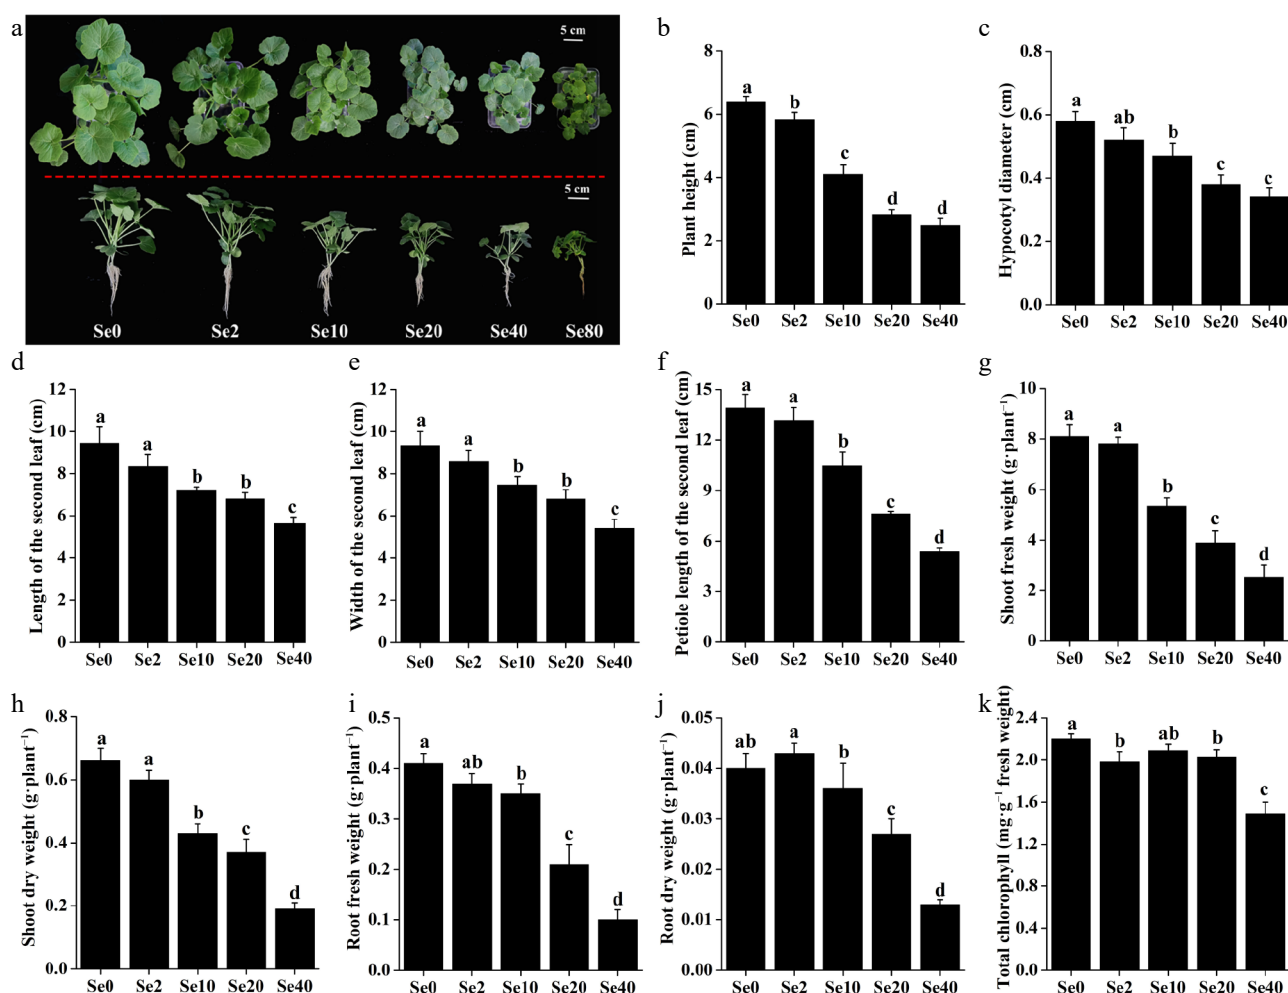 a
5 cm
5 cm
Se0 Se2 Se10 Se20 Se40 Se80
b
Plant height (cm)
8
6
4
2
0
a b c d d
Se0 Se2 Se10 Se20 Se40
c
Hypocotyl diameter (cm)
0.8
0.6
0.4
0.2
0.0
a ab b c c
Se0 Se2 Se10 Se20 Se40
d
Length of the second leaf (cm)
12
10
8
6
4
2
0
a a b b c
Se0 Se2 Se10 Se20 Se40
e
Width of the second leaf (cm)
12
10
8
6
4
2
0
a a b b c
Se0 Se2 Se10 Se20 Se40
f
Petiole length of the second leaf (cm)
15
12
9
6
3
0
a a b c d
Se0 Se2 Se10 Se20 Se40
g
Shoot fresh weight (g·plant⁻¹)
10
8
6
4
2
0
a a b c d
Se0 Se2 Se10 Se20 Se40
h
Shoot dry weight (g·plant⁻¹)
0.8
0.6
0.4
0.2
0.0
a a b c d
Se0 Se2 Se10 Se20 Se40
i
Root fresh weight (g·plant⁻¹)
0.5
0.4
0.3
0.2
0.1
0.0
a ab b c d
Se0 Se2 Se10 Se20 Se40
j
Root dry weight (g·plant⁻¹)
0.05
0.04
0.03
0.02
0.01
0.00
ab a b c d
Se0 Se2 Se10 Se20 Se40
k
Total chlorophyll (mg·g⁻¹ fresh weight)
2.4
2.0
1.6
1.2
0.8
0.4
0.0
a b ab b c
Se0 Se2 Se10 Se20 Se40